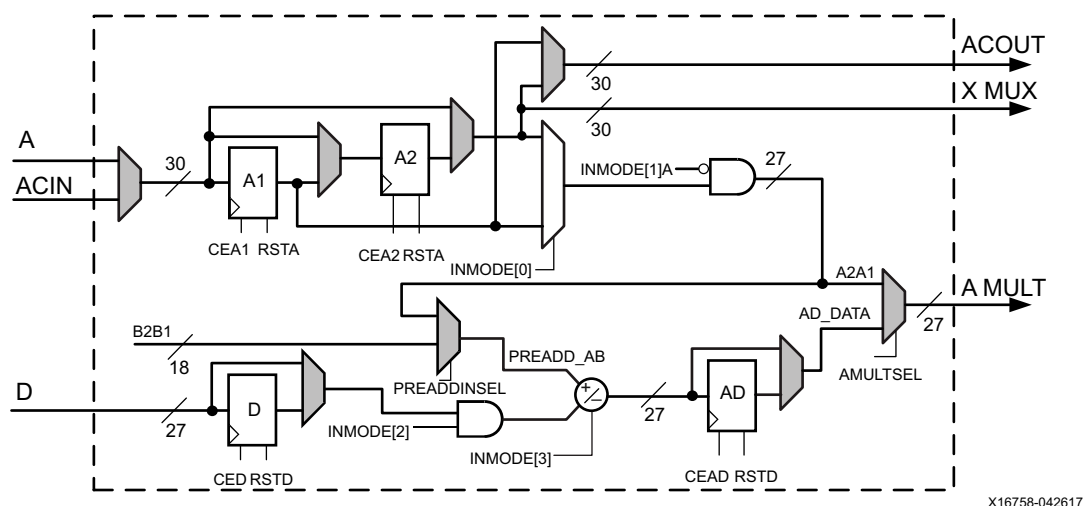 ACOUT
30
X MUX
30
A
ACIN
30
A1
A2
CEA1 RSTA
CEA2 RSTA
INMODE[1]A
27
INMODE[0]
A2A1
A MULT
27
AD_DATA
AMULTSEL
B2B1
18
PREADD_AB
PREADDINSEL
D
27
D
+
–
27
AD
INMODE[2]
INMODE[3]
CED RSTD
CEAD RSTD
X16758-042617